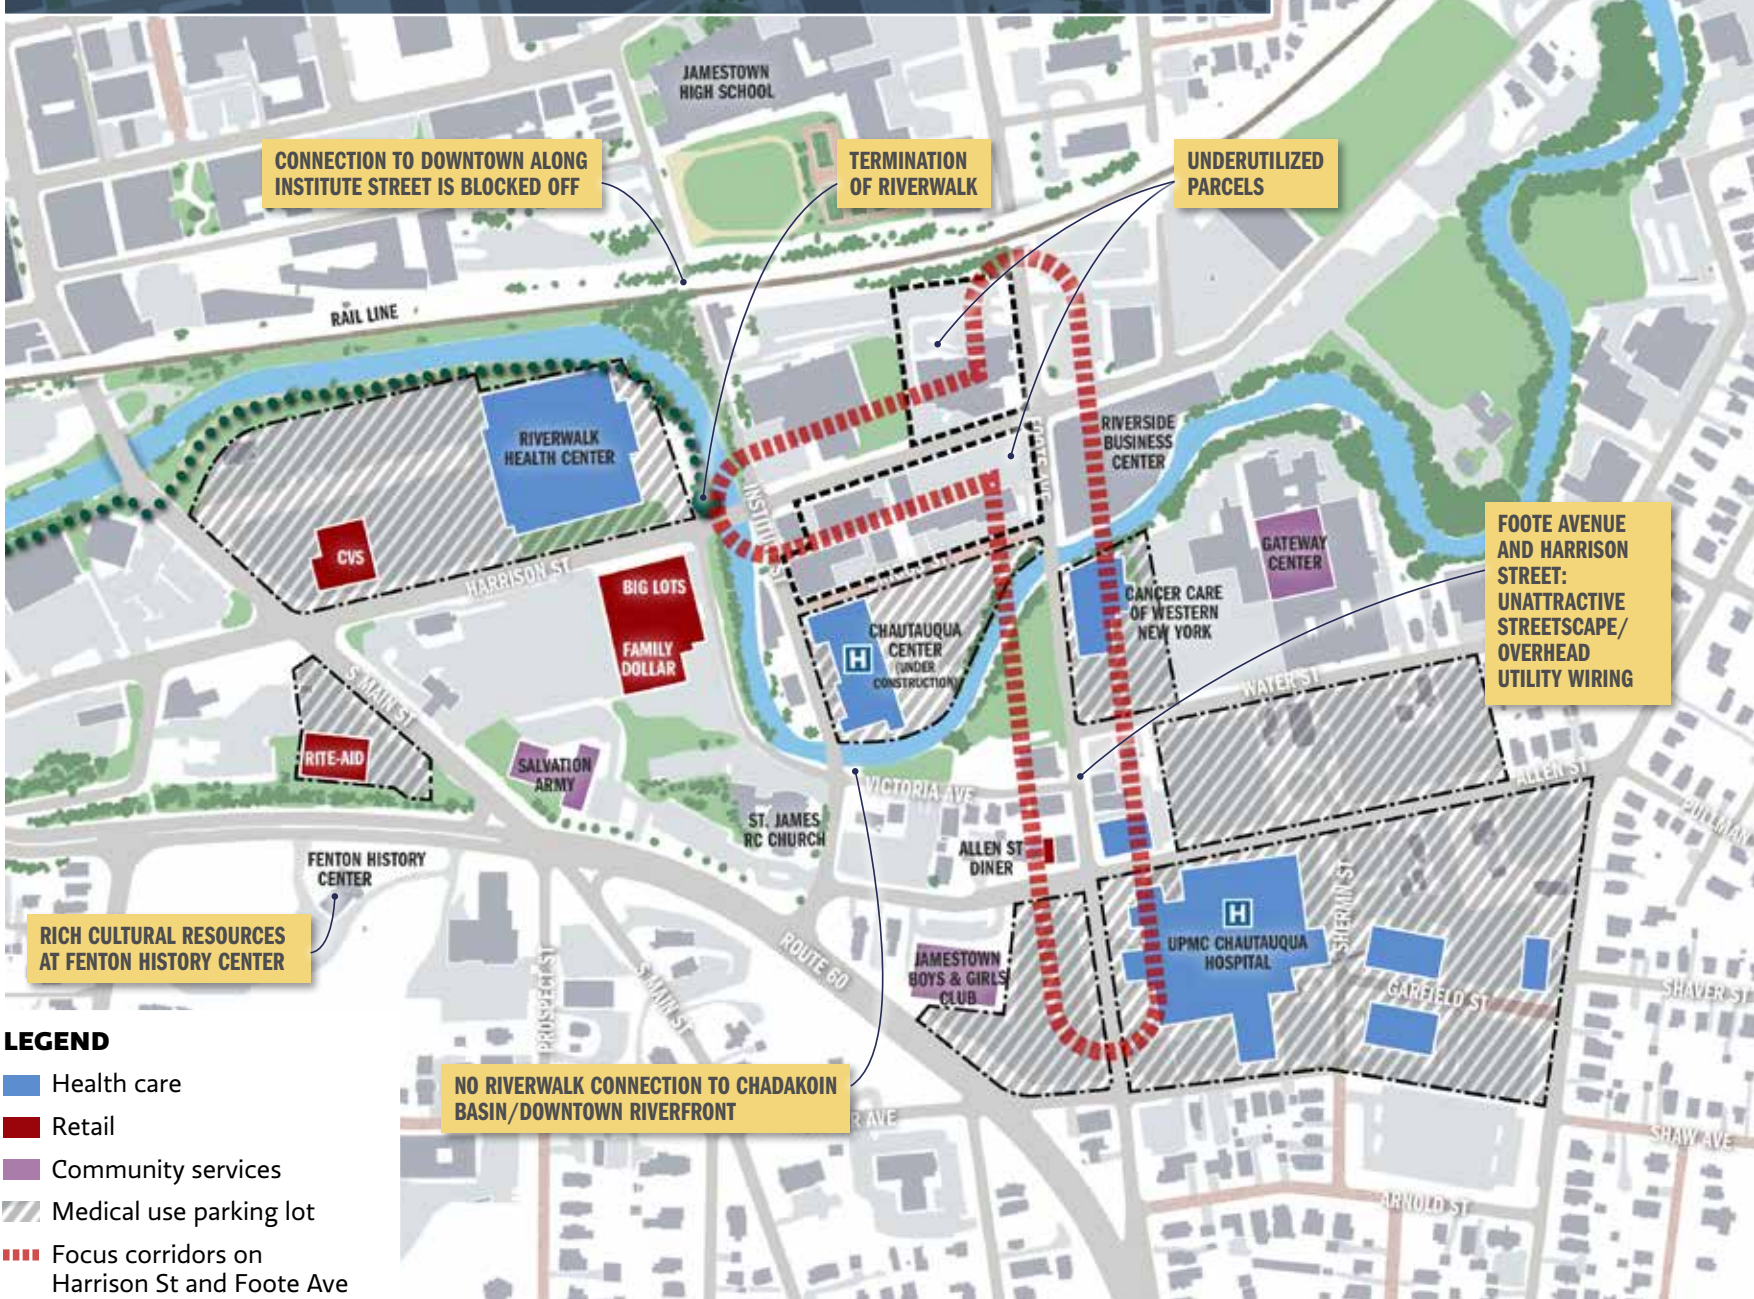 JAMESTOWN
HIGH SCHOOL
CONNECTION TO DOWNTOWN ALONG
INSTITUTE STREET IS BLOCKED OFF
TERMINATION
OF RIVERWALK
UNDERUTILIZED
PARCELS
RAIL LINE
RIVERWALK
HEALTH CENTER
FOOTE AVE
RIVERSIDE
BUSINESS
CENTER
INSTITUTE ST
CVS
HARRISON ST
BIG LOTS
FAMILY
DOLLAR
GATEWAY
CENTER
FOOTE AVENUE
AND HARRISON
STREET:
UNATTRACTIVE
STREETSCAPE/
OVERHEAD
UTILITY WIRING
CANCER CARE
OF WESTERN
NEW YORK
H
CHAUTAUQUA
CENTER
(UNDER
CONSTRUCTION)
S MAIN ST
WATER ST
RITE-AID
SALVATION
ARMY
VICTORIA AVE
ALLEN ST
PULLMAN
ST. JAMES
RC CHURCH
ALLEN ST
DINER
FENTON HISTORY
CENTER
RICH CULTURAL RESOURCES
AT FENTON HISTORY CENTER
PROSPECT ST
S MAIN ST
ROUTE 60
JAMESTOWN
BOYS & GIRLS
CLUB
H
UPMC CHAUTAUQUA
HOSPITAL
SHERMN ST
GARFIELD ST
SHAVER ST
NO RIVERWALK CONNECTION TO CHADAKOIN
BASIN/DOWNTOWN RIVERFRONT
AVE
SHAW AVE
ARNOLD ST
LEGEND
Health care
Retail
Community services
Medical use parking lot
Focus corridors on
Harrison St and Foote Ave